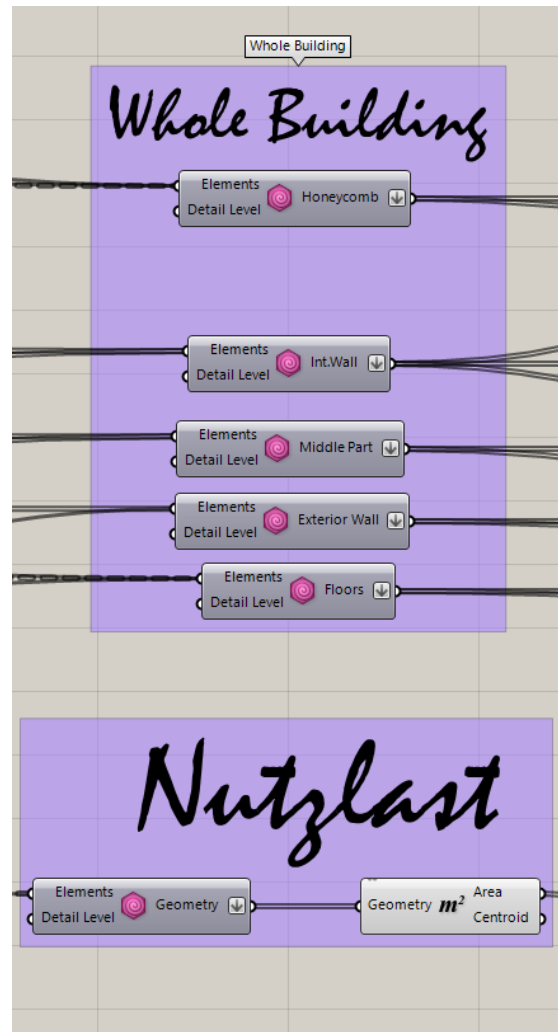 Whole Building
Whole Building
Elements
Honeycomb
Detail Level
Elements
Int.Wall
Detail Level
Elements
Middle Part
Detail Level
Elements
Exterior Wall
Detail Level
Elements
Floors
Detail Level
Nutzlast
Elements
Geometry
Detail Level
Geometry m²
Area
Centroid